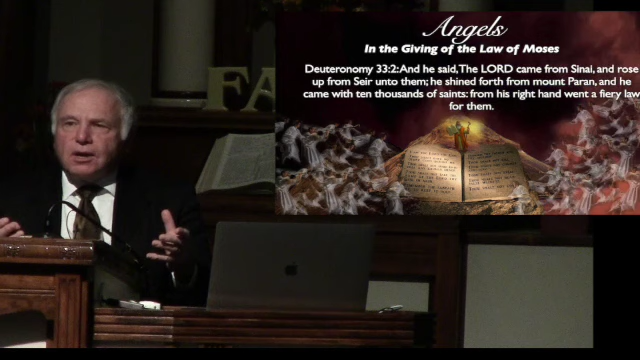 Angels
In the Giving of the Law of Moses
Deuteronomy 33:2: And he said, The LORD came from Sinai, and rose
up from Seir unto them; he shined forth from mount Paran, and he
came with ten thousands of saints: from his right hand went a fiery law
for them.
FA